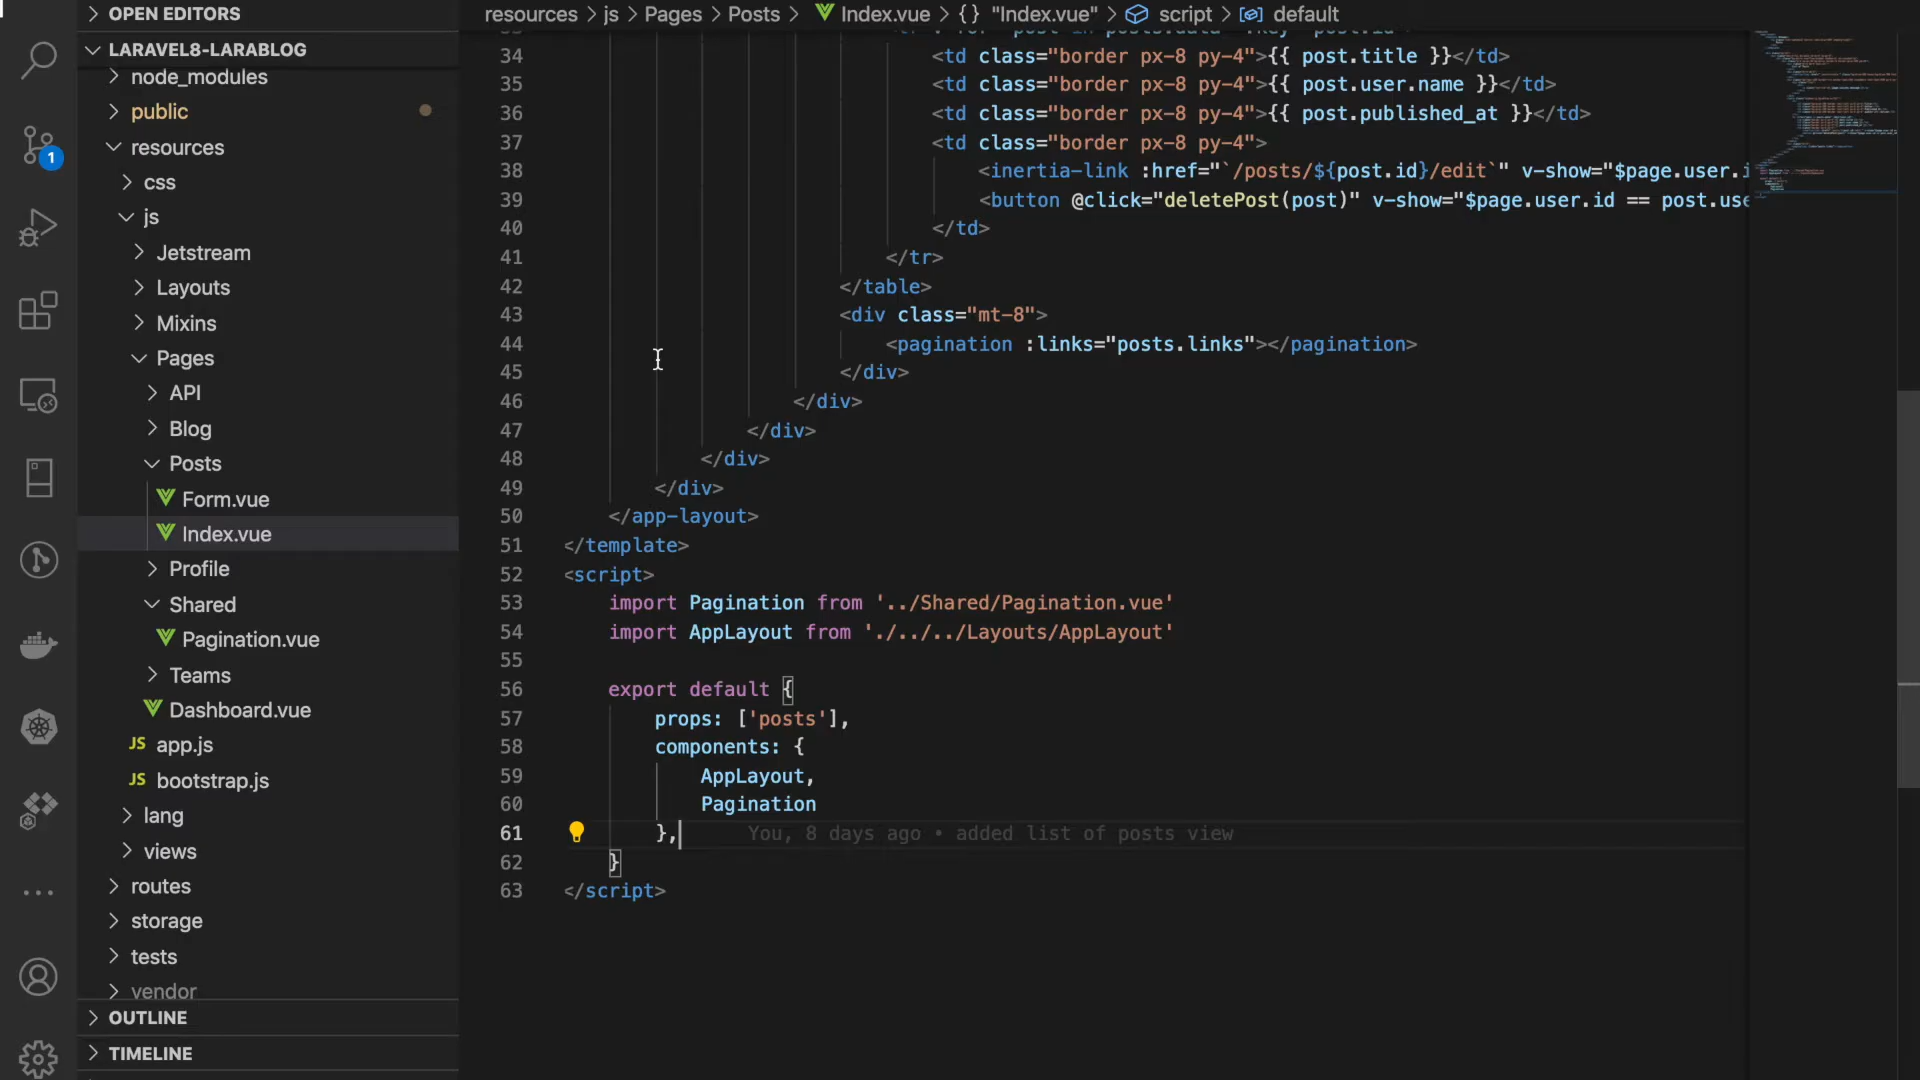 OPEN EDITORS
LARAVEL8-LARABLOG
node_modules
public
resources
css
js
Jetstream
Layouts
Mixins
Pages
API
Blog
Posts
Form.vue
Index.vue
Profile
Shared
Pagination.vue
Teams
Dashboard.vue
JS app.js
JS bootstrap.js
lang
views
routes
storage
tests
vendor
OUTLINE
TIMELINE
1
resources > js > Pages > Posts > Index.vue > {} "Index.vue" > script > default
34 <td class="border px-8 py-4">{{ post.title }}</td>
35 <td class="border px-8 py-4">{{ post.user.name }}</td>
36 <td class="border px-8 py-4">{{ post.published_at }}</td>
37 <td class="border px-8 py-4">
38 <inertia-link :href="`/posts/${post.id}/edit`" v-show="$page.user.i
39 <button @click="deletePost(post)" v-show="$page.user.id == post.use
40 </td>
41 </tr>
42 </table>
43 <div class="mt-8">
44 <pagination :links="posts.links"></pagination>
45 </div>
46 </div>
47 </div>
48 </div>
49 </div>
50 </app-layout>
51 </template>
52 <script>
53 import Pagination from '../Shared/Pagination.vue'
54 import AppLayout from './../../Layouts/AppLayout'
55
56 export default {
57 props: ['posts'],
58 components: {
59 AppLayout,
60 Pagination
61 }, You, 8 days ago • added list of posts view
62 }
63 </script>